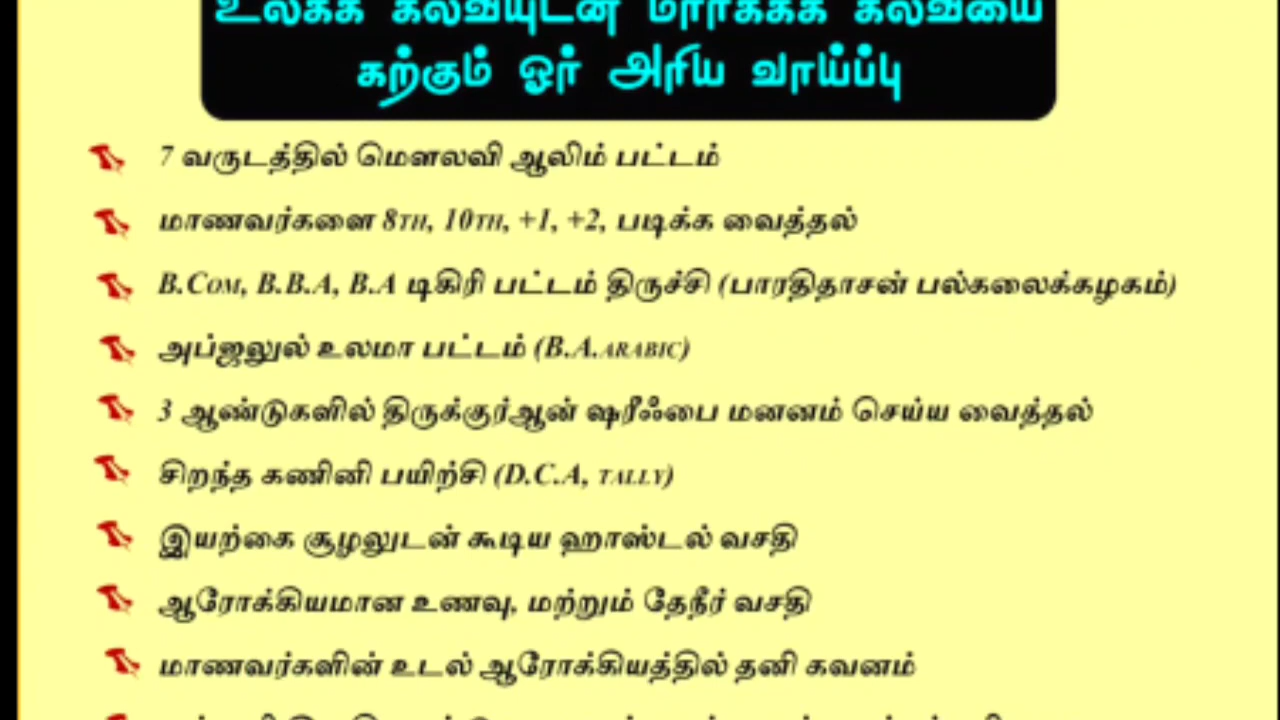 உலகக் கல்வியுடன் மார்க்கக் கல்வியை
கற்கும் ஓர் அரிய வாய்ப்பு
7 வருடத்தில் மௌலவி ஆலிம் பட்டம்
மாணவர்களை 8TH, 10TH, +1, +2, படிக்க வைத்தல்
B.COM, B.B.A, B.A டிகிரி பட்டம் திருச்சி (பாரதிதாசன் பல்கலைக்கழகம்)
அப்ஜலுல் உலமா பட்டம் (B.A.ARABIC)
3 ஆண்டுகளில் திருக்குர்ஆன் ஷரீஃபை மனனம் செய்ய வைத்தல்
சிறந்த கணினி பயிற்சி (D.C.A, TALLY)
இயற்கை சூழலுடன் கூடிய ஹாஸ்டல் வசதி
ஆரோக்கியமான உணவு, மற்றும் தேநீர் வசதி
மாணவர்களின் உடல் ஆரோக்கியத்தில் தனி கவனம்